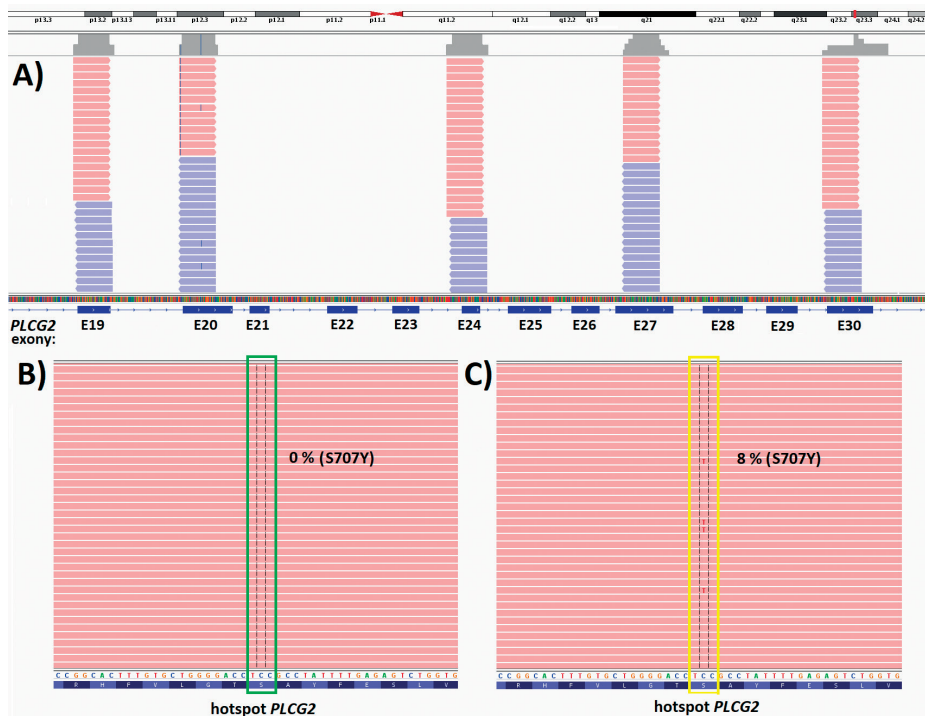 p13.3 p13.2 p13.13 p13.11 p12.3 p12.2 p12.1 p11.2 p11.1 q11.2 q12.1 q12.2 q13 q21 q22.1 q22.2 q23.1 q23.2 q23.3 q24.1 q24.2
A)
PLCG2 exony:
E19 E20 E21 E22 E23 E24 E25 E26 E27 E28 E29 E30
B)
0 % (S707Y)
C C G G C A C T T T G T G C T G G G G A C C T C C G C C T A T T T T G A G A G T C T G G T G
R H F V L G T S A Y F E S L V
hotspot PLCG2
C)
8 % (S707Y)
T
T
T
T
C C G G C A C T T T G T G C T G G G G A C C T C C G C C T A T T T T G A G A G T C T G G T G
R H F V L G T S A Y F E S L V
hotspot PLCG2